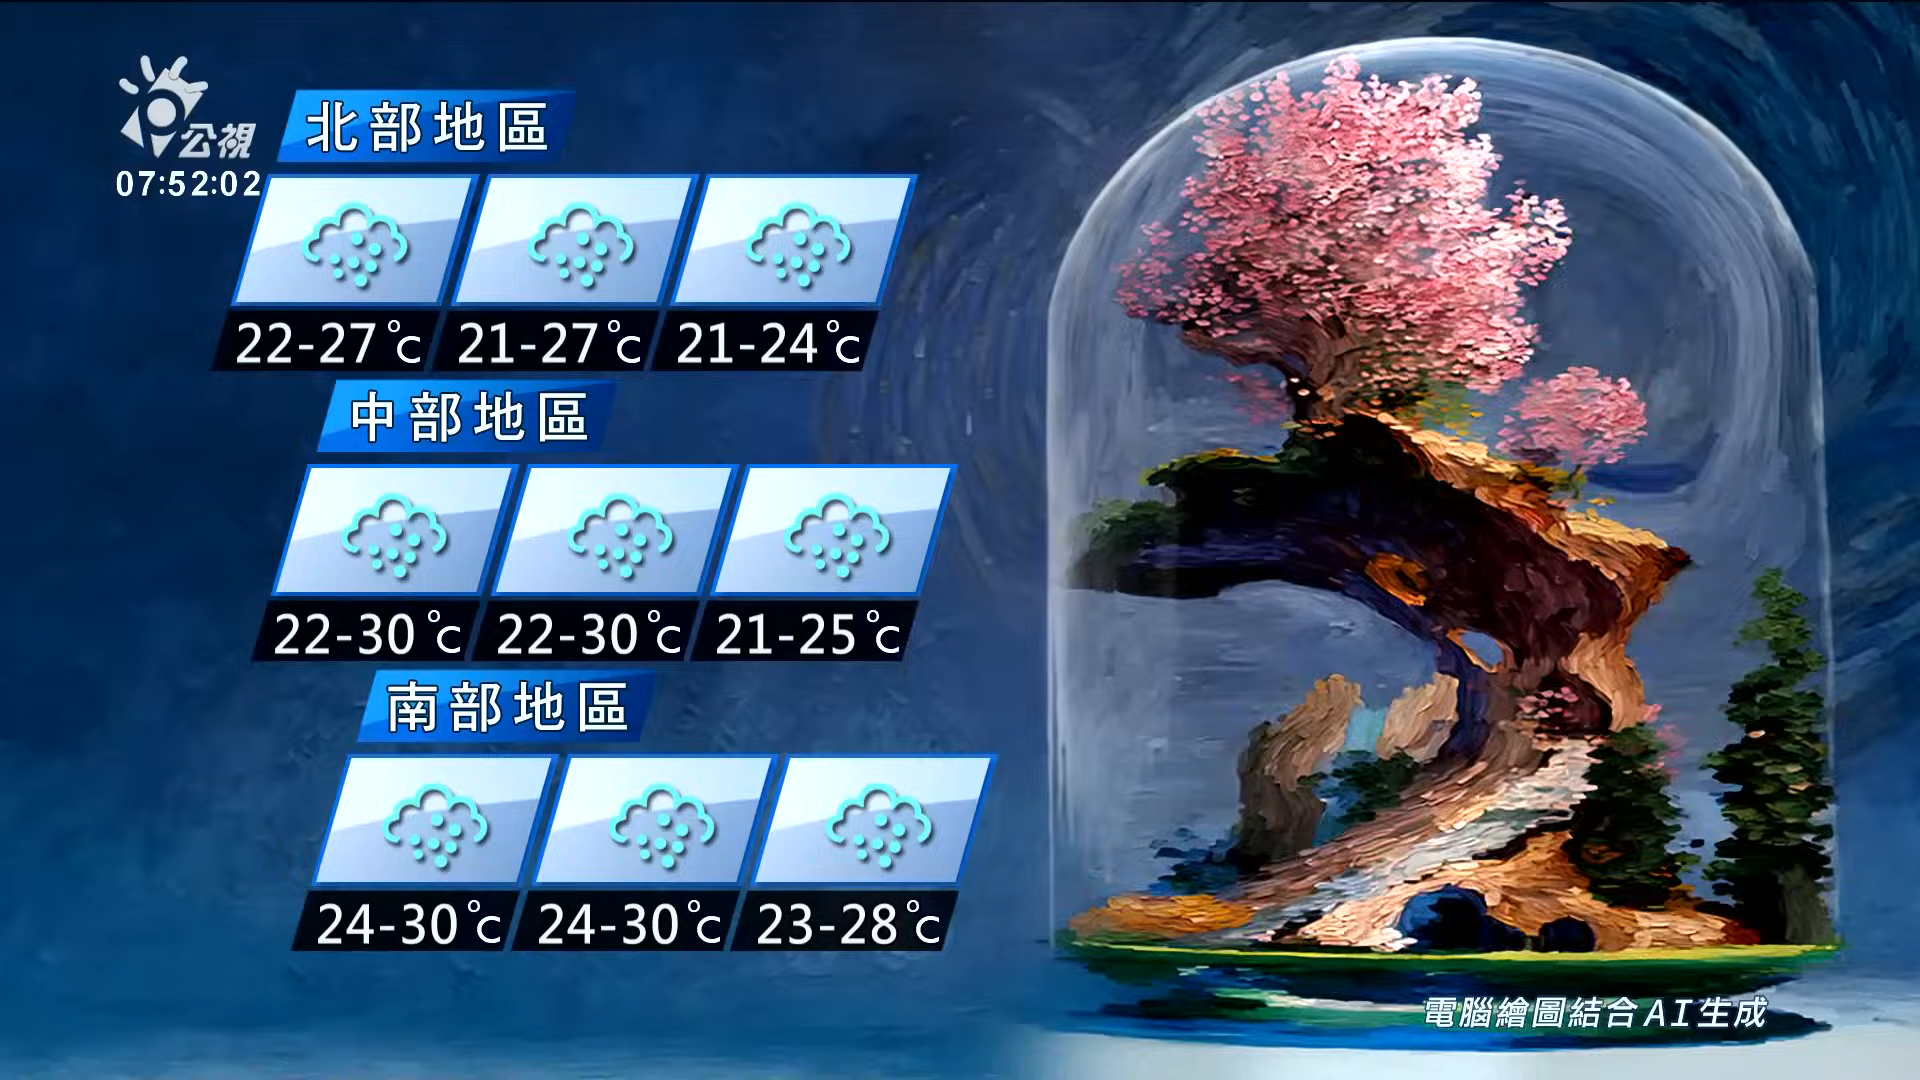 公視
07:52:02
北部地區
22-27℃ 21-27℃ 21-24℃
中部地區
22-30℃ 22-30℃ 21-25℃
南部地區
24-30℃ 24-30℃ 23-28℃
電腦繪圖結合AI生成